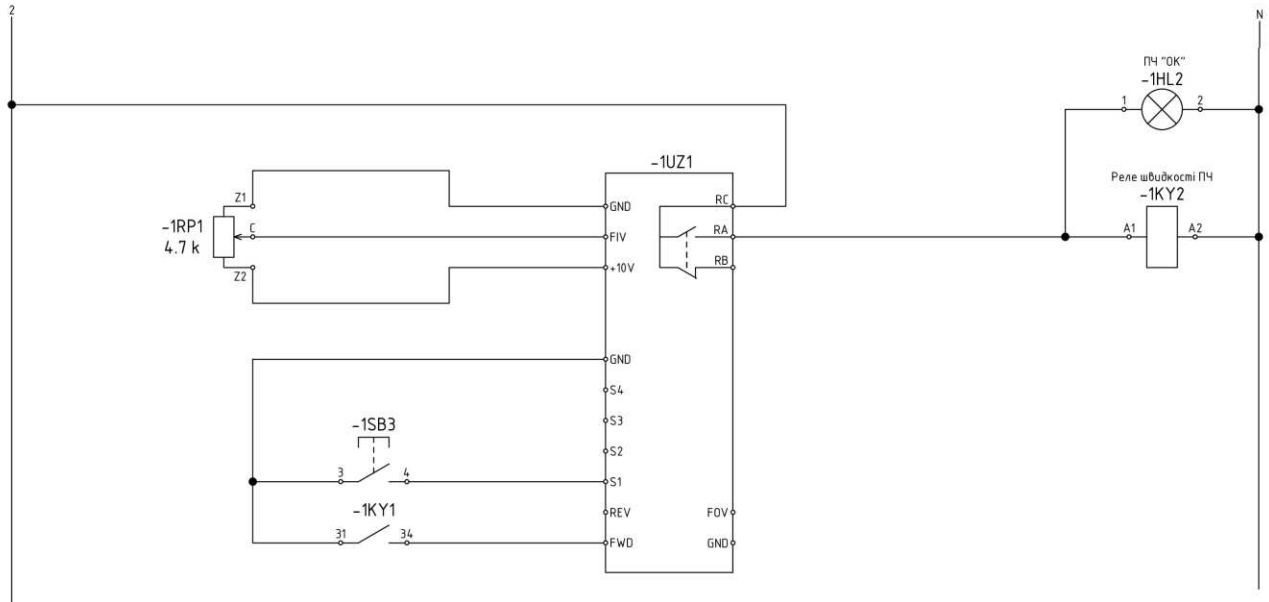 2
N
ПЧ "ОК"
-1HL2
1
2
-1UZ1
Реле швидкості ПЧ
-1KY2
Z1
GND
RC
-1RP1
4.7 k
C
FIV
RA
A1
A2
Z2
+10V
RB
GND
S4
-1SB3
S3
S2
3
4
S1
-1KY1
REV
FOV
31
34
FWD
GND